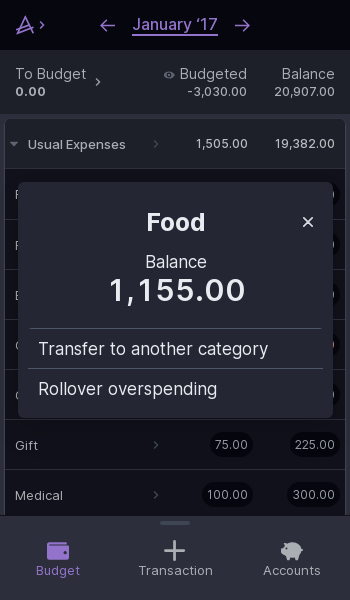 January ‘17
To Budget
0.00
Budgeted
-3,030.00
Balance
20,907.00
Usual Expenses 1,505.00 19,382.00
Food
Balance
1,155.00
Transfer to another category
Rollover overspending
Gift 75.00 225.00
Medical 100.00 300.00
Budget Transaction Accounts